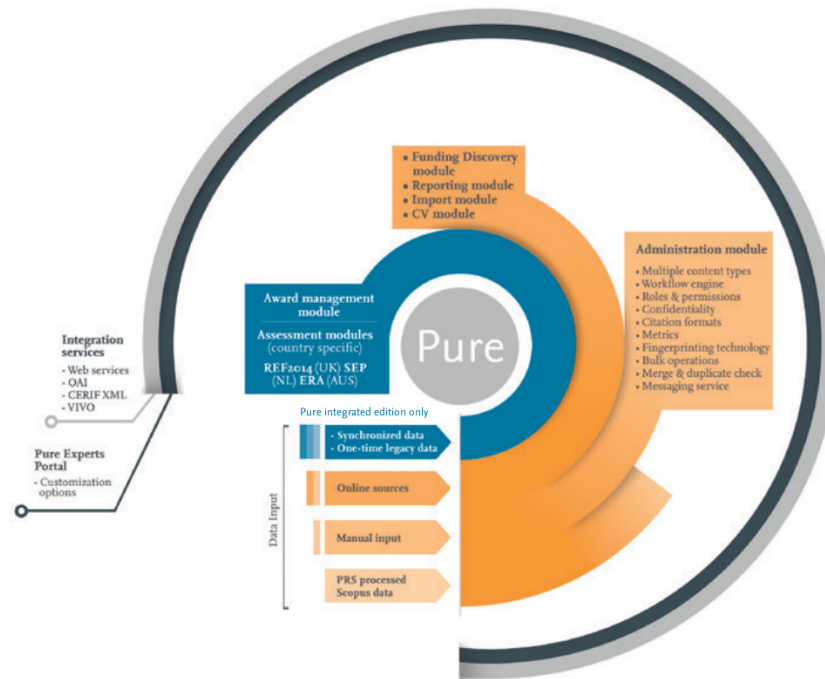 • Funding Discovery
module
• Reporting module
• Import module
• CV module
Administration module
• Multiple content types
• Workflow engine
• Roles & permissions
• Confidentiality
• Citation formats
• Metrics
• Fingerprinting technology
• Bulk operations
• Merge & duplicate check
• Messaging service
Award management
module
Assessment modules
(country specific)
REF2014 (UK) SEP
(NL) ERA (AUS)
Pure
Integration
services
- Web services
- OAI
- CERIF XML
- VIVO
Pure Experts
Portal
- Customization
options
Pure integrated edition only
Data Input
- Synchronized data
- One-time legacy data
Online sources
Manual input
PRS processed
Scopus data